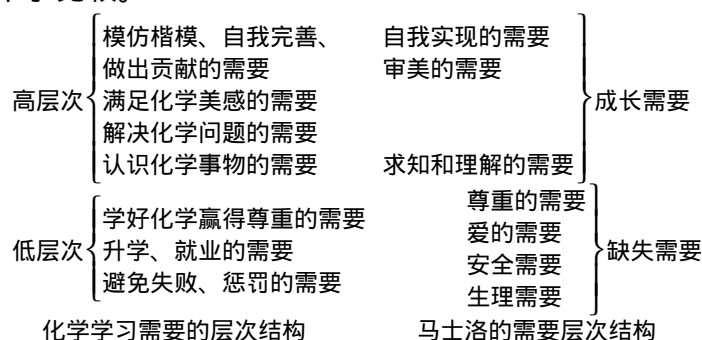 模仿楷模、自我完善、 自我实现的需要
做出贡献的需要 审美的需要
高层次 满足化学美感的需要 成长需要
解决化学问题的需要
认识化学事物的需要 求知和理解的需要
尊重的需要
学好化学赢得尊重的需要 爱的需要
低层次 升学、就业的需要 安全需要 缺失需要
避免失败、惩罚的需要 生理需要
化学学习需要的层次结构 马士洛的需要层次结构